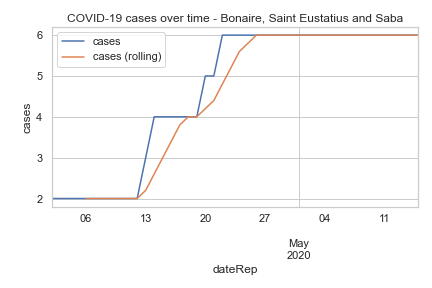 COVID-19 cases over time - Bonaire, Saint Eustatius and Saba
cases
cases (rolling)
6
5
4
3
2
cases
06 13 20 27 04 11
May
2020
dateRep